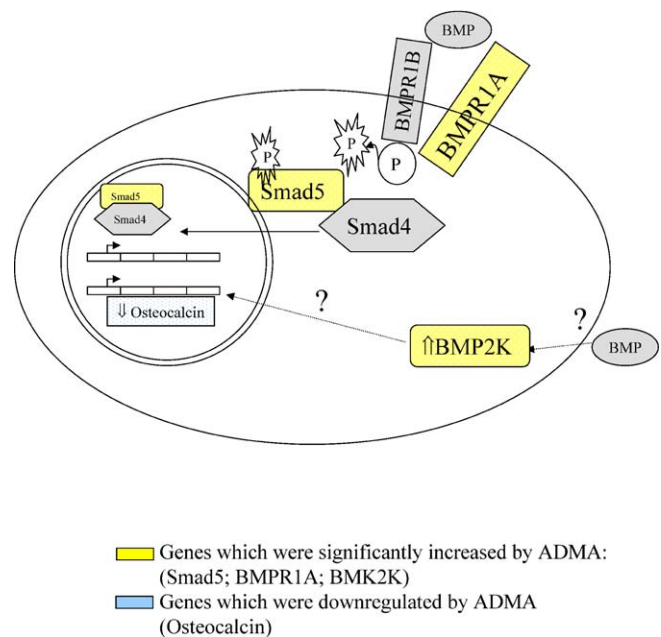 BMP
BMPR1B
BMPR1A
P
P
P
Smad5
Smad4
Smad5
Smad4
⇓ Osteocalcin
?
⇑BMP2K
?
BMP
Genes which were significantly increased by ADMA:
(Smad5; BMPR1A; BMK2K)
Genes which were downregulated by ADMA
(Osteocalcin)